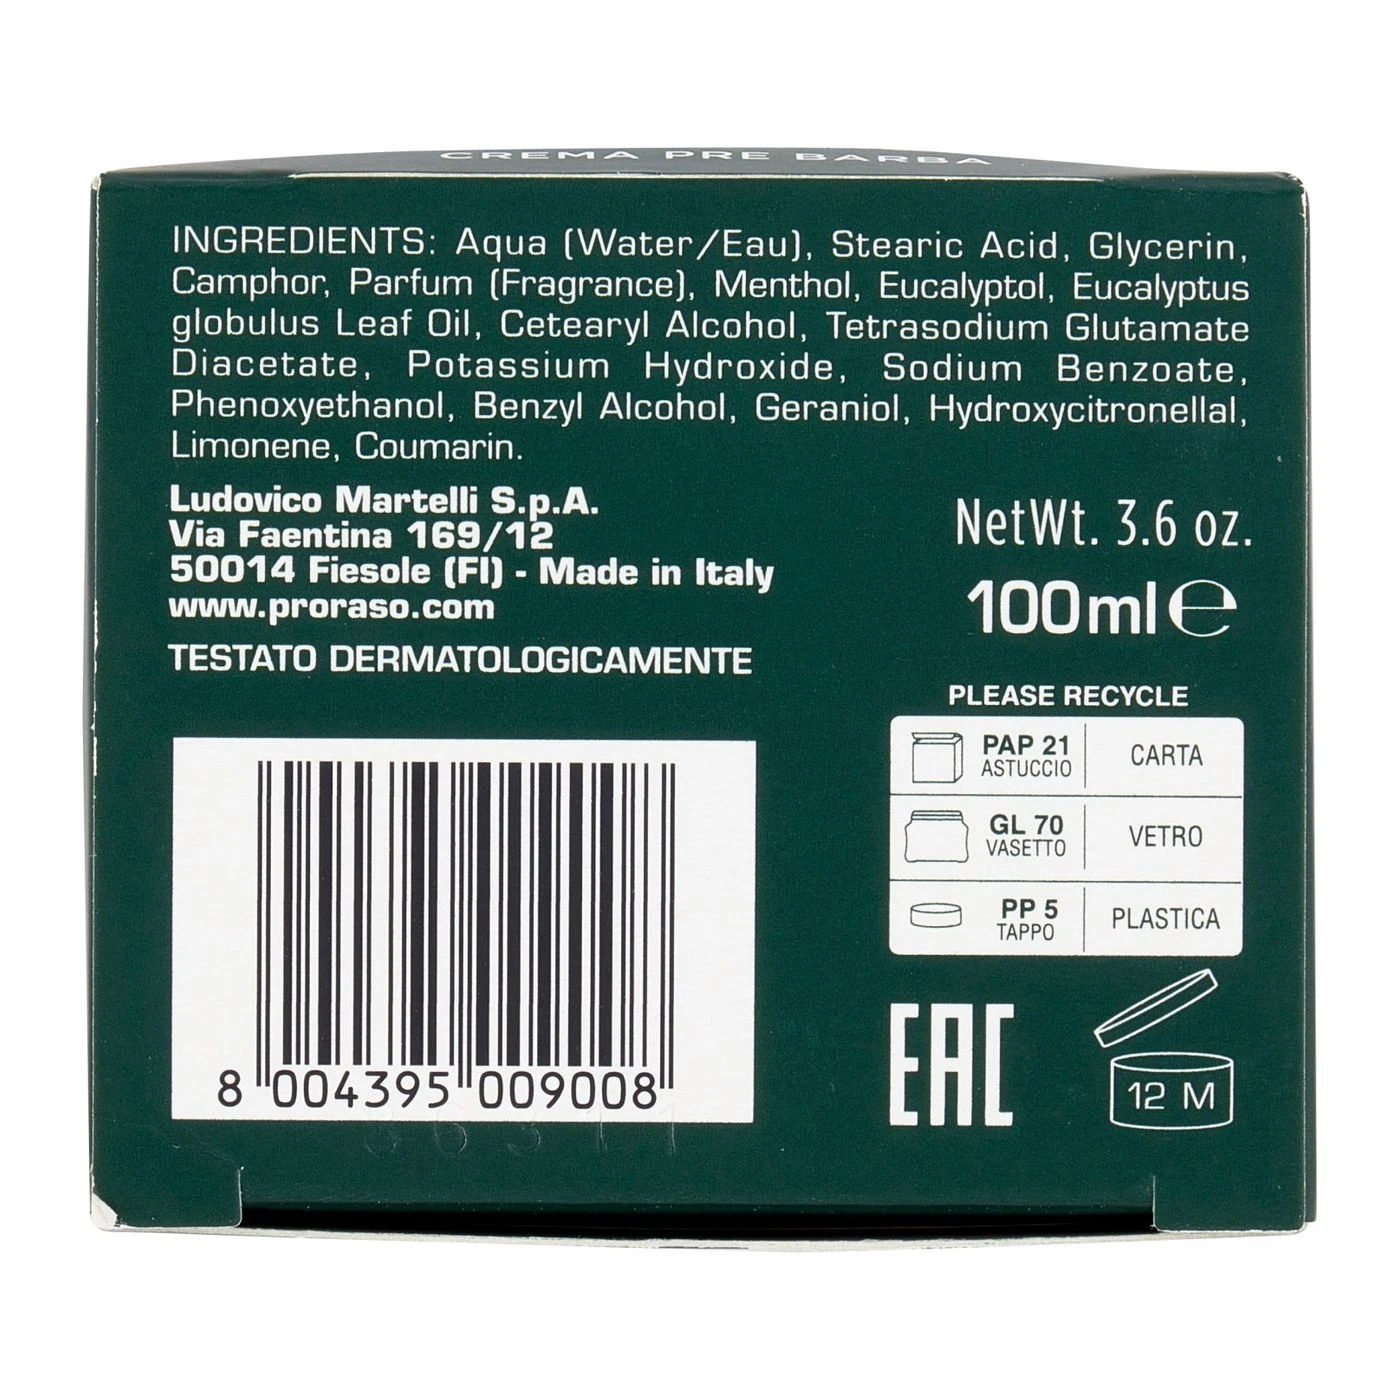 CREMA PRE BARBA
INGREDIENTS: Aqua (Water/Eau), Stearic Acid, Glycerin,
Camphor, Parfum (Fragrance), Menthol, Eucalyptol, Eucalyptus
globulus Leaf Oil, Cetearyl Alcohol, Tetrasodium Glutamate
Diacetate, Potassium Hydroxide, Sodium Benzoate,
Phenoxyethanol, Benzyl Alcohol, Geraniol, Hydroxycitronellal,
Limonene, Coumarin.
Ludovico Martelli S.p.A.
Via Faentina 169/12
50014 Fiesole (FI) - Made in Italy
www.proraso.com
TESTATO DERMATOLOGICAMENTE
NetWt. 3.6 oz.
100ml e
PLEASE RECYCLE
PAP 21
ASTUCCIO
CARTA
GL 70
VASETTO
VETRO
PP 5
TAPPO
PLASTICA
8 004395 009008
EAC
12 M